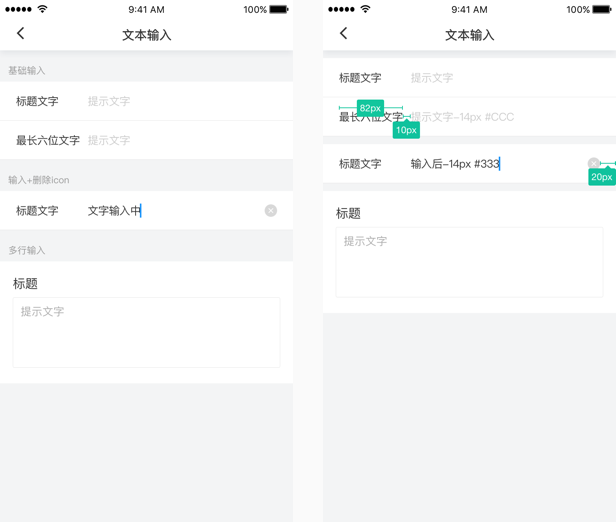 9:41 AM
100%
文本输入
基础输入
标题文字
提示文字
最长六位文字
提示文字
输入+删除icon
标题文字
文字输入中
多行输入
标题
提示文字
9:41 AM
100%
文本输入
标题文字
提示文字
82px
最长六位文字
提示文字-14px #CCC
10px
标题文字
输入后-14px #333
20px
标题
提示文字